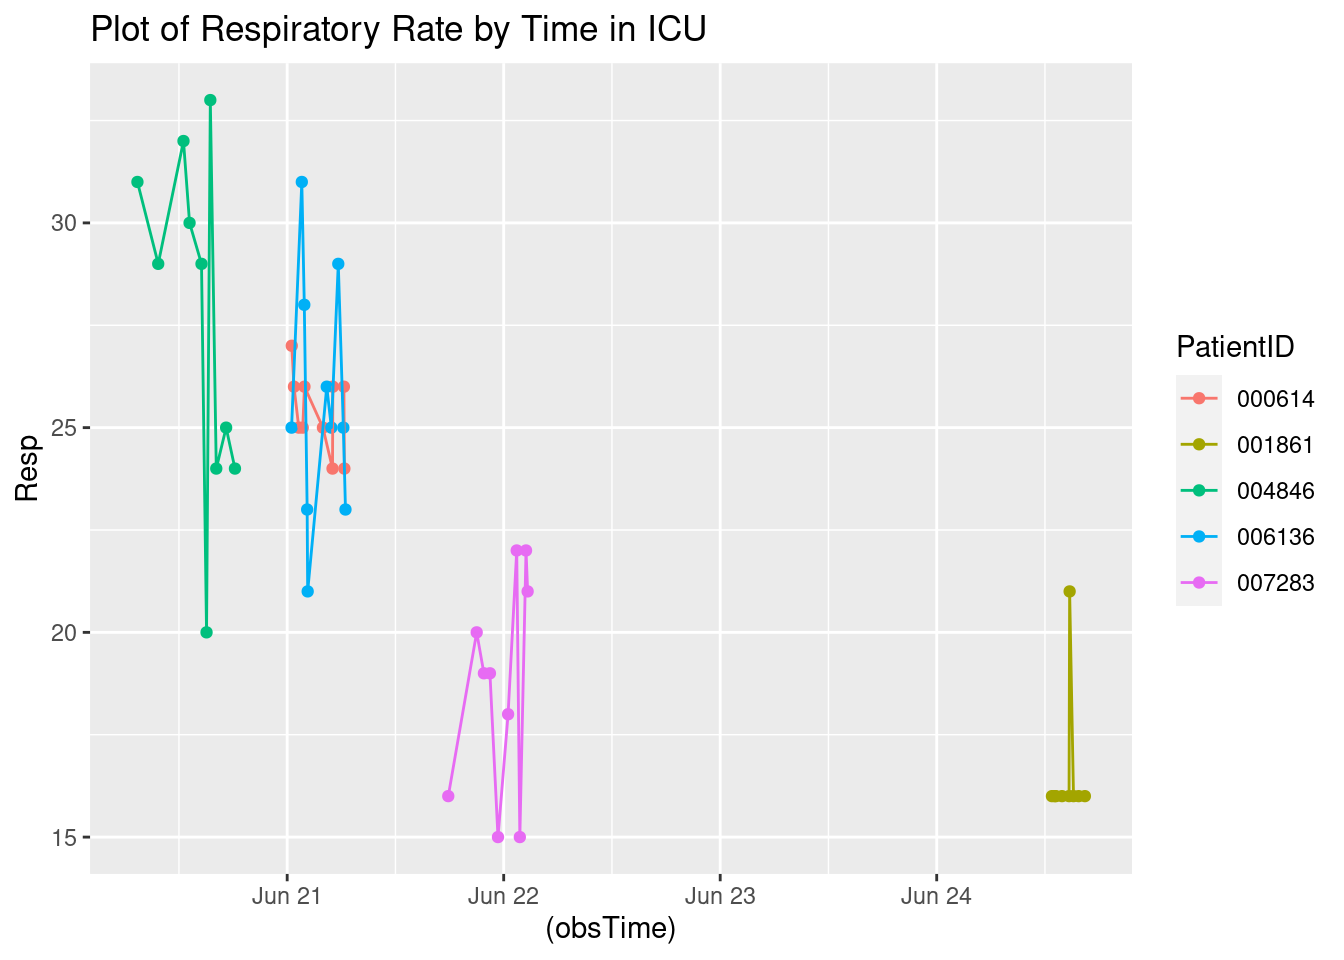 Plot of Respiratory Rate by Time in ICU
Resp
30
25
20
15
Jun 21
Jun 22
Jun 23
Jun 24
(obsTime)
PatientID
000614
001861
004846
006136
007283